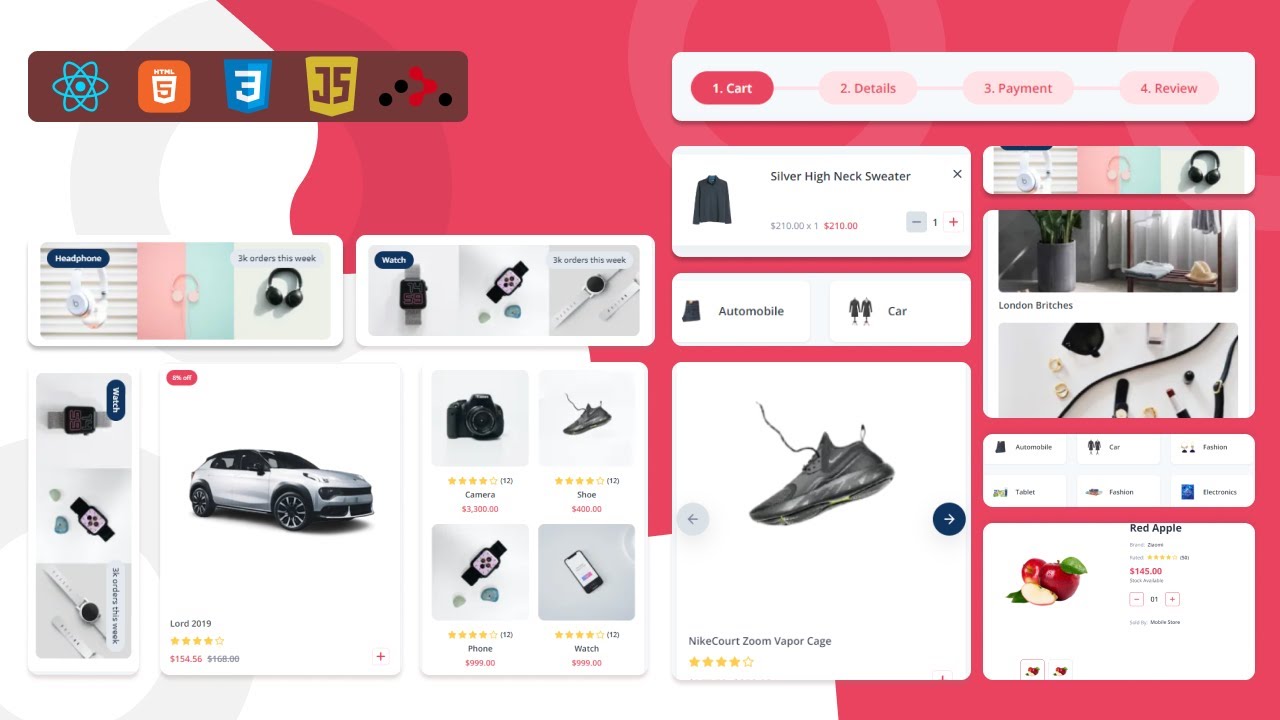 HTML
5
3
JS
1. Cart
2. Details
3. Payment
4. Review
Silver High Neck Sweater
$210.00 x 1 $210.00
1
Headphone
3k orders this week
Watch
3k orders this week
Automobile
Car
London Britches
Watch
3k orders this week
8% off
Lord 2019
$154.56 $168.00
(12)
Camera
$3,300.00
(12)
Shoe
$400.00
(12)
Phone
$999.00
(12)
Watch
$999.00
NikeCourt Zoom Vapor Cage
Automobile
Car
Fashion
Tablet
Fashion
Electronics
Red Apple
Brand: Ziaomi
Rated: (50)
$145.00
Stock Available
01
Sold By: Mobile Store